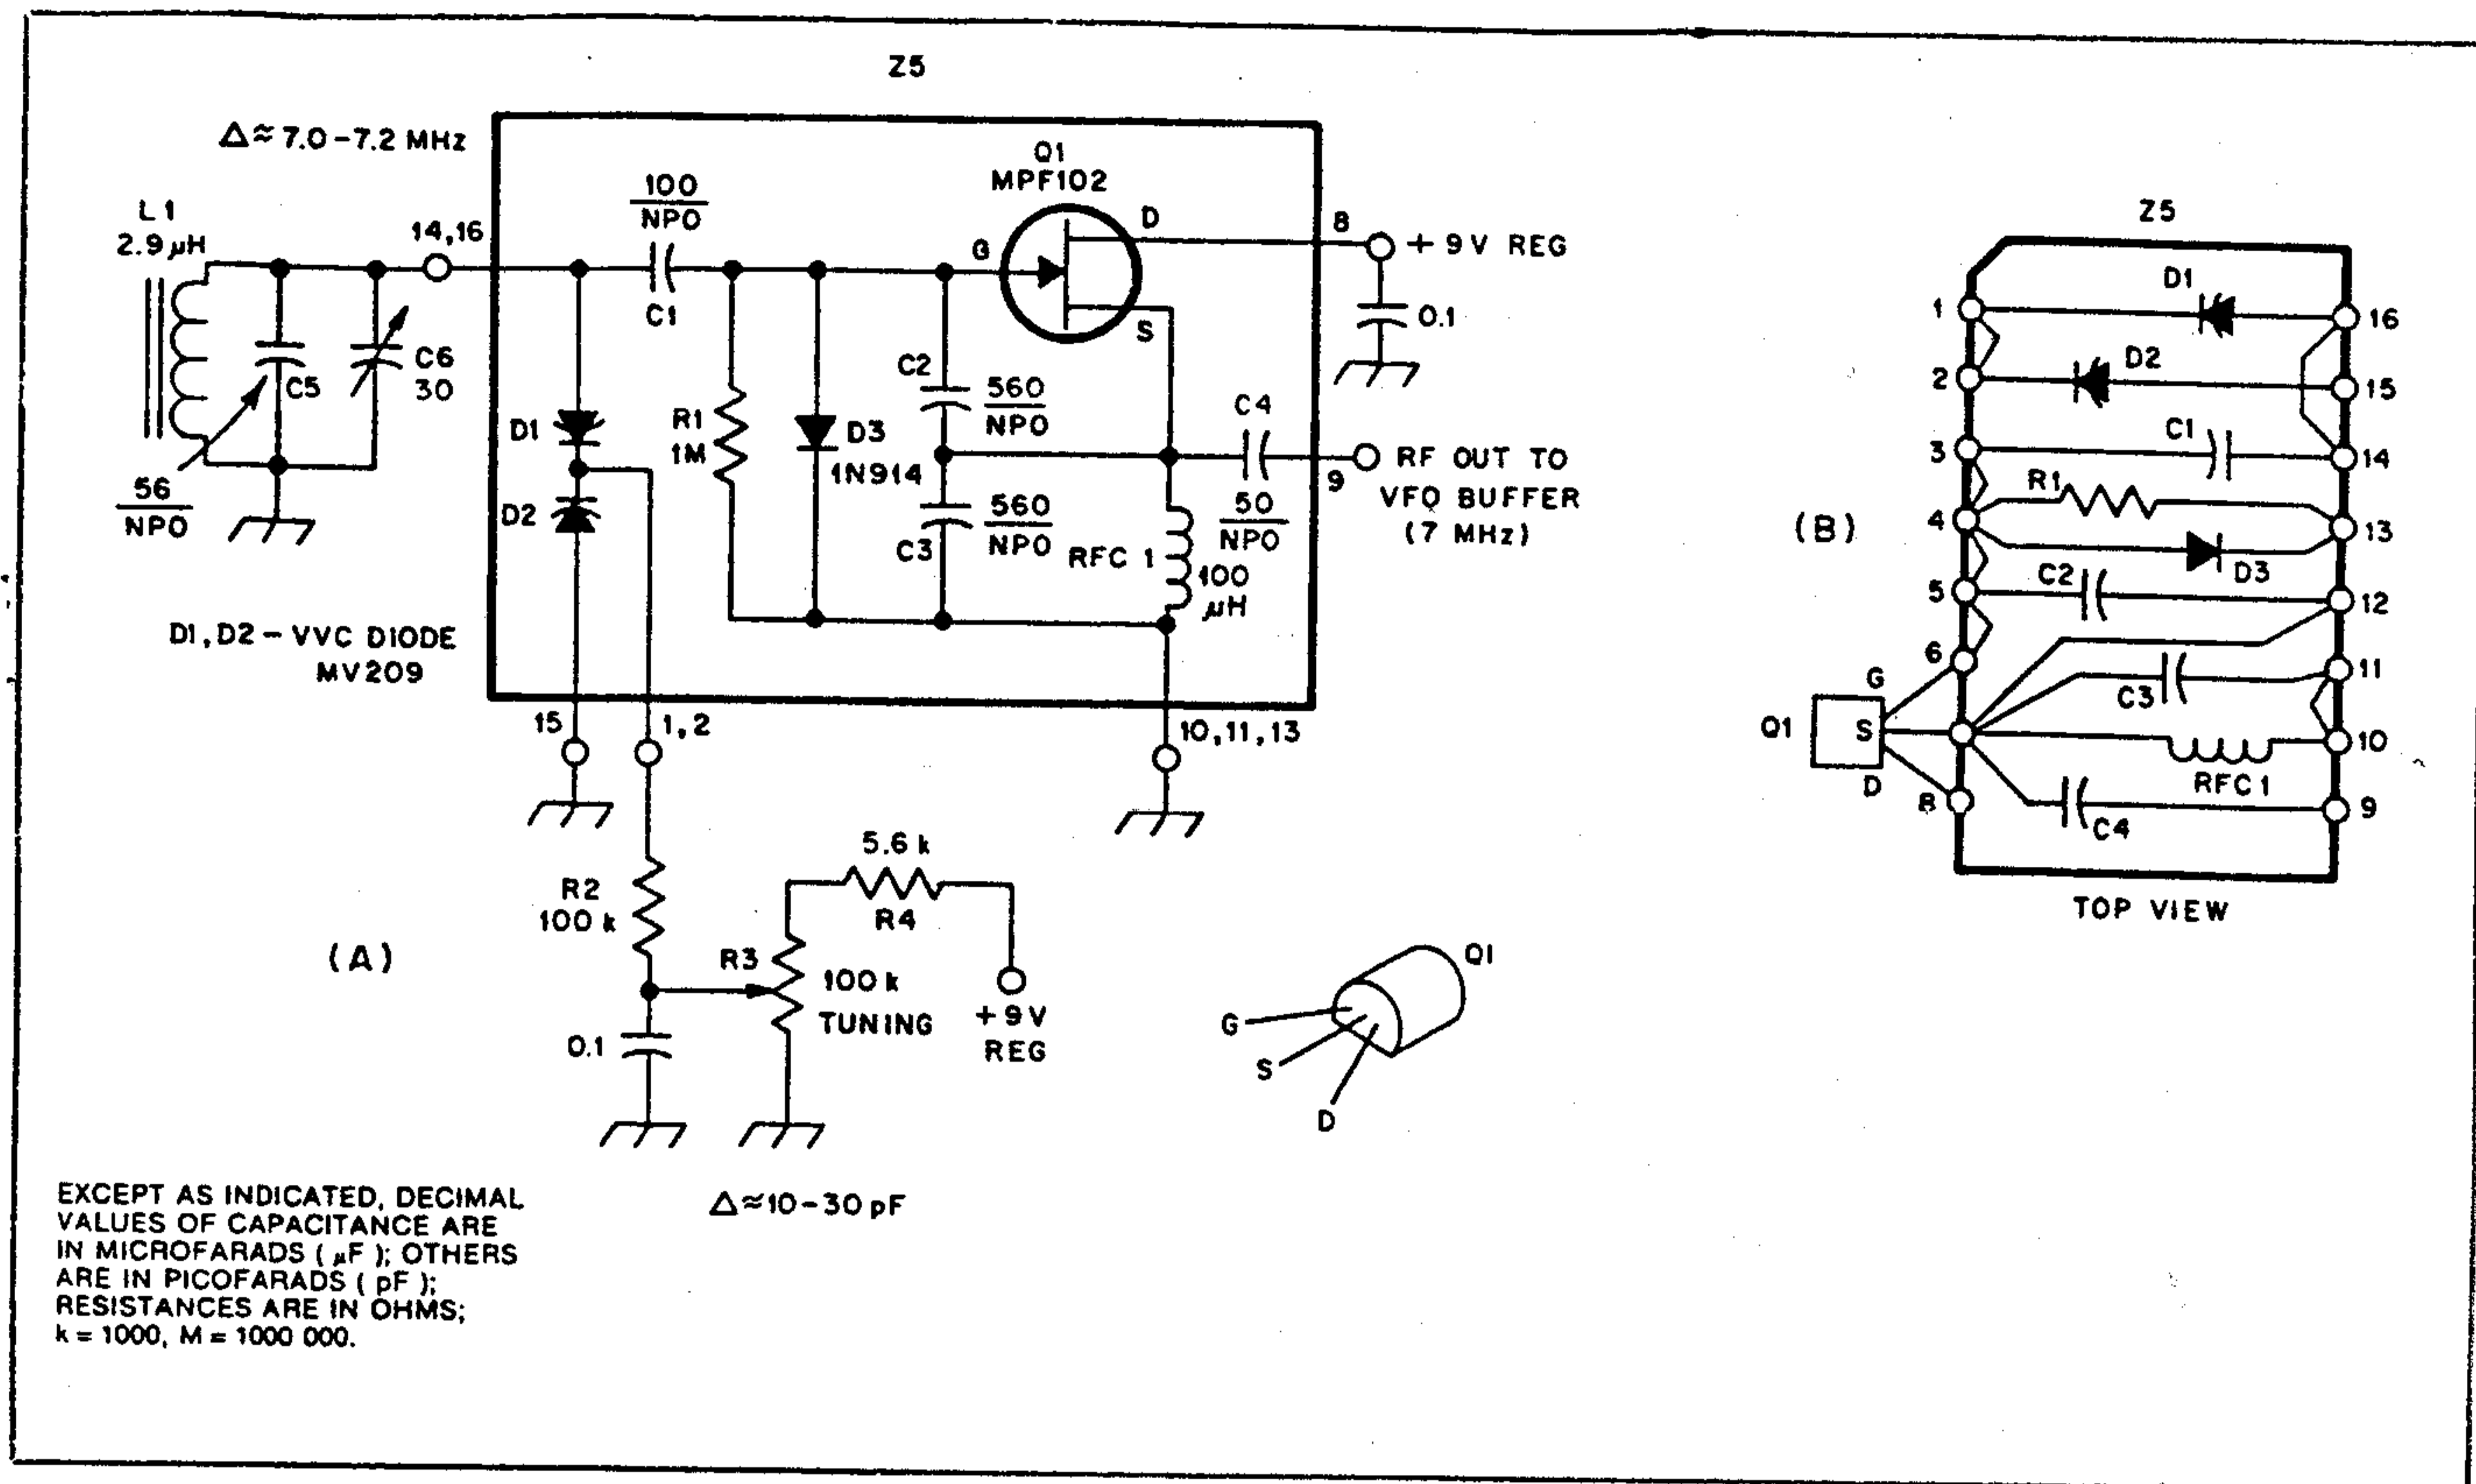 Z5
Δ≈7.0-7.2 MHz
L1
2.9 µH
14,16
100
NPO
C1
Q1
MPF102
G
D
S
8
+9V REG
0.1
C5
C6
30
56
NPO
D1
D2
R1
1M
D3
1N914
C2
560
NPO
560
NPO
C3
RFC 1
100
µH
C4
50
NPO
9
RF OUT TO
VFO BUFFER
(7 MHz)
D1, D2 – VVC DIODE
MV209
15
1, 2
10,11,13
R2
100 k
5.6 k
R4
R3
100 k
TUNING
+9V
REG
0.1
(A)
Δ≈10-30 pF
EXCEPT AS INDICATED, DECIMAL
VALUES OF CAPACITANCE ARE
IN MICROFARADS ( µF ); OTHERS
ARE IN PICOFARADS ( pF );
RESISTANCES ARE IN OHMS;
k = 1000, M = 1000 000.
Q1
G
S
D
Z5
D1
1
16
D2
2
15
C1
3
14
R1
(B)
4
13
D3
C2
5
12
6
11
G
C3
Q1
S
10
D
RFC1
8
9
C4
TOP VIEW